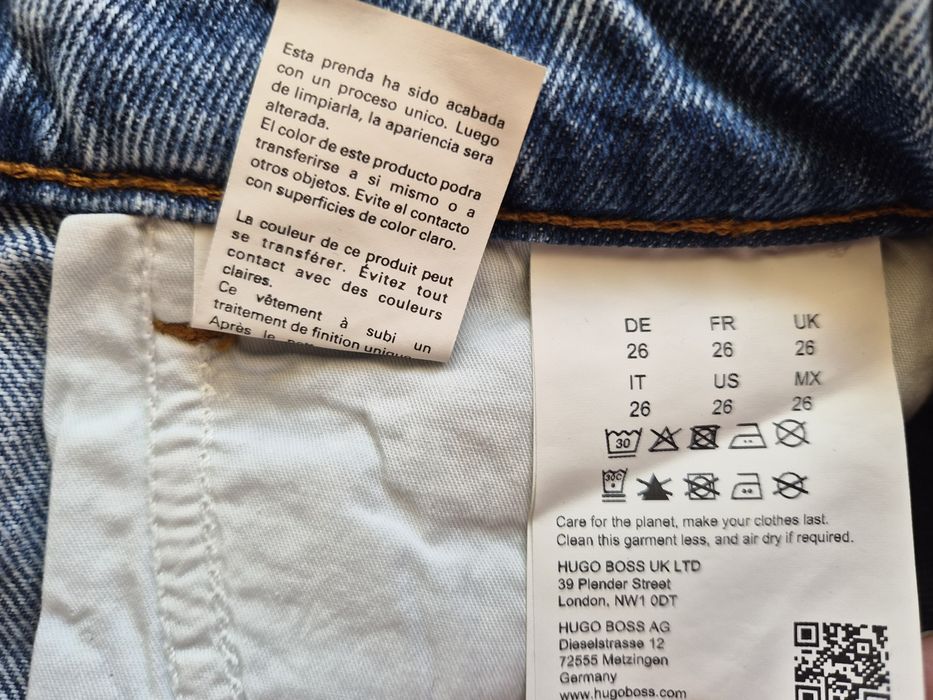 Esta prenda ha sido acabada
con un proceso unico. Luego
de limpiarla, la apariencia sera
alterada.
El color de este producto podra
transferirse a si mismo o a
otros objetos. Evite el contacto
con superficies de color claro.
La couleur de ce produit peut
se transférer. Évitez tout
contact avec des couleurs
claires.
Ce vêtement à subi un
traitement de finition unique
Après le
DE FR UK
26 26 26
IT US MX
26 26 26
30
30C
Care for the planet, make your clothes last.
Clean this garment less, and air dry if required.
HUGO BOSS UK LTD
39 Plender Street
London, NW1 0DT
HUGO BOSS AG
Dieselstrasse 12
72555 Metzingen
Germany
www.hugoboss.com